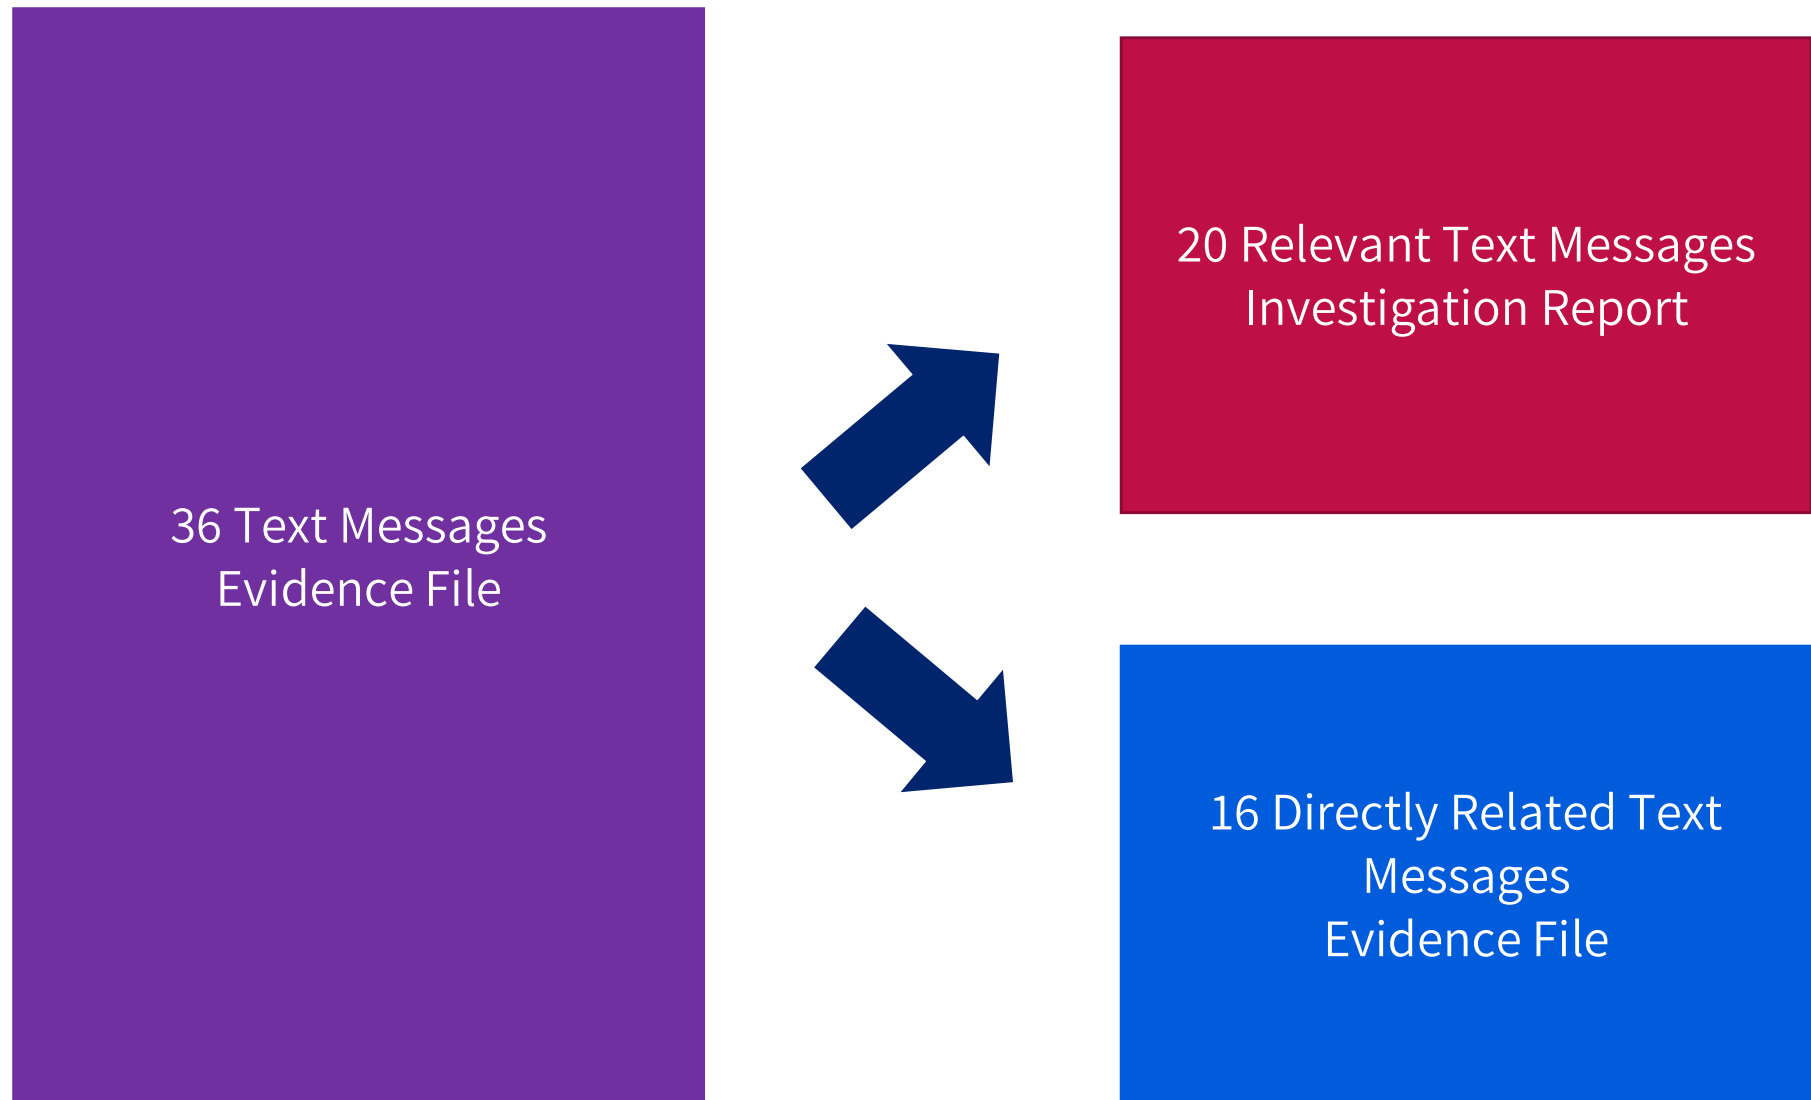 36 Text Messages
Evidence File
20 Relevant Text Messages
Investigation Report
16 Directly Related Text
Messages
Evidence File